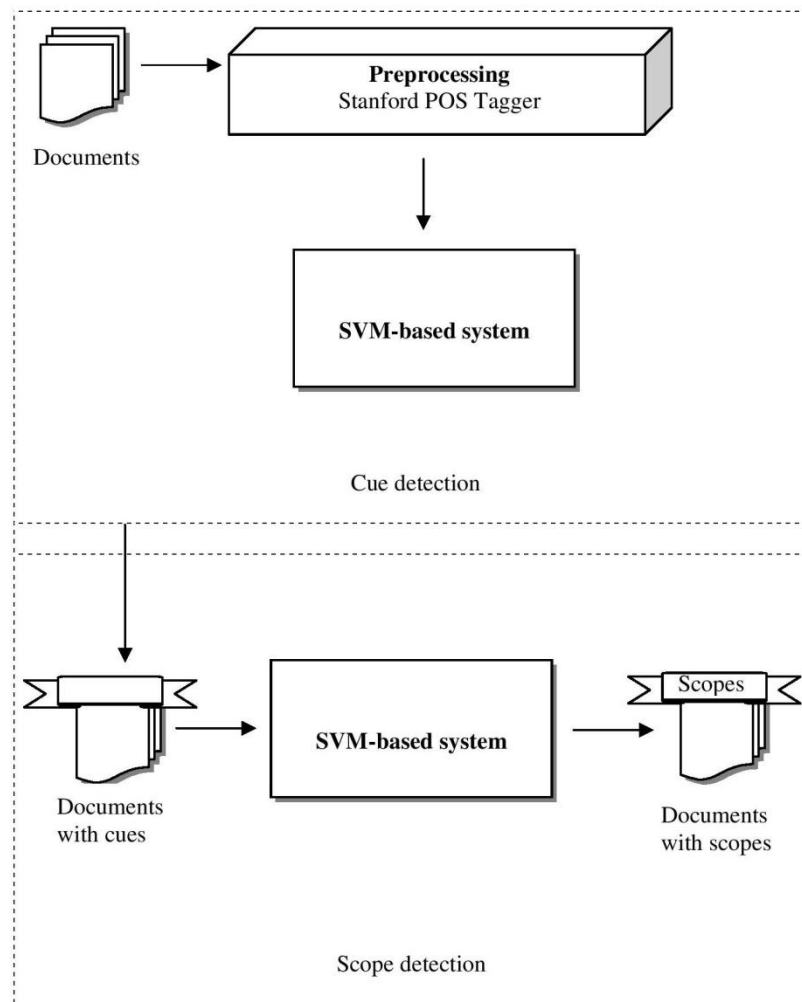 Preprocessing
Stanford POS Tagger
Documents
SVM-based system
Cue detection
Scopes
SVM-based system
Documents
with cues
Documents
with scopes
Scope detection